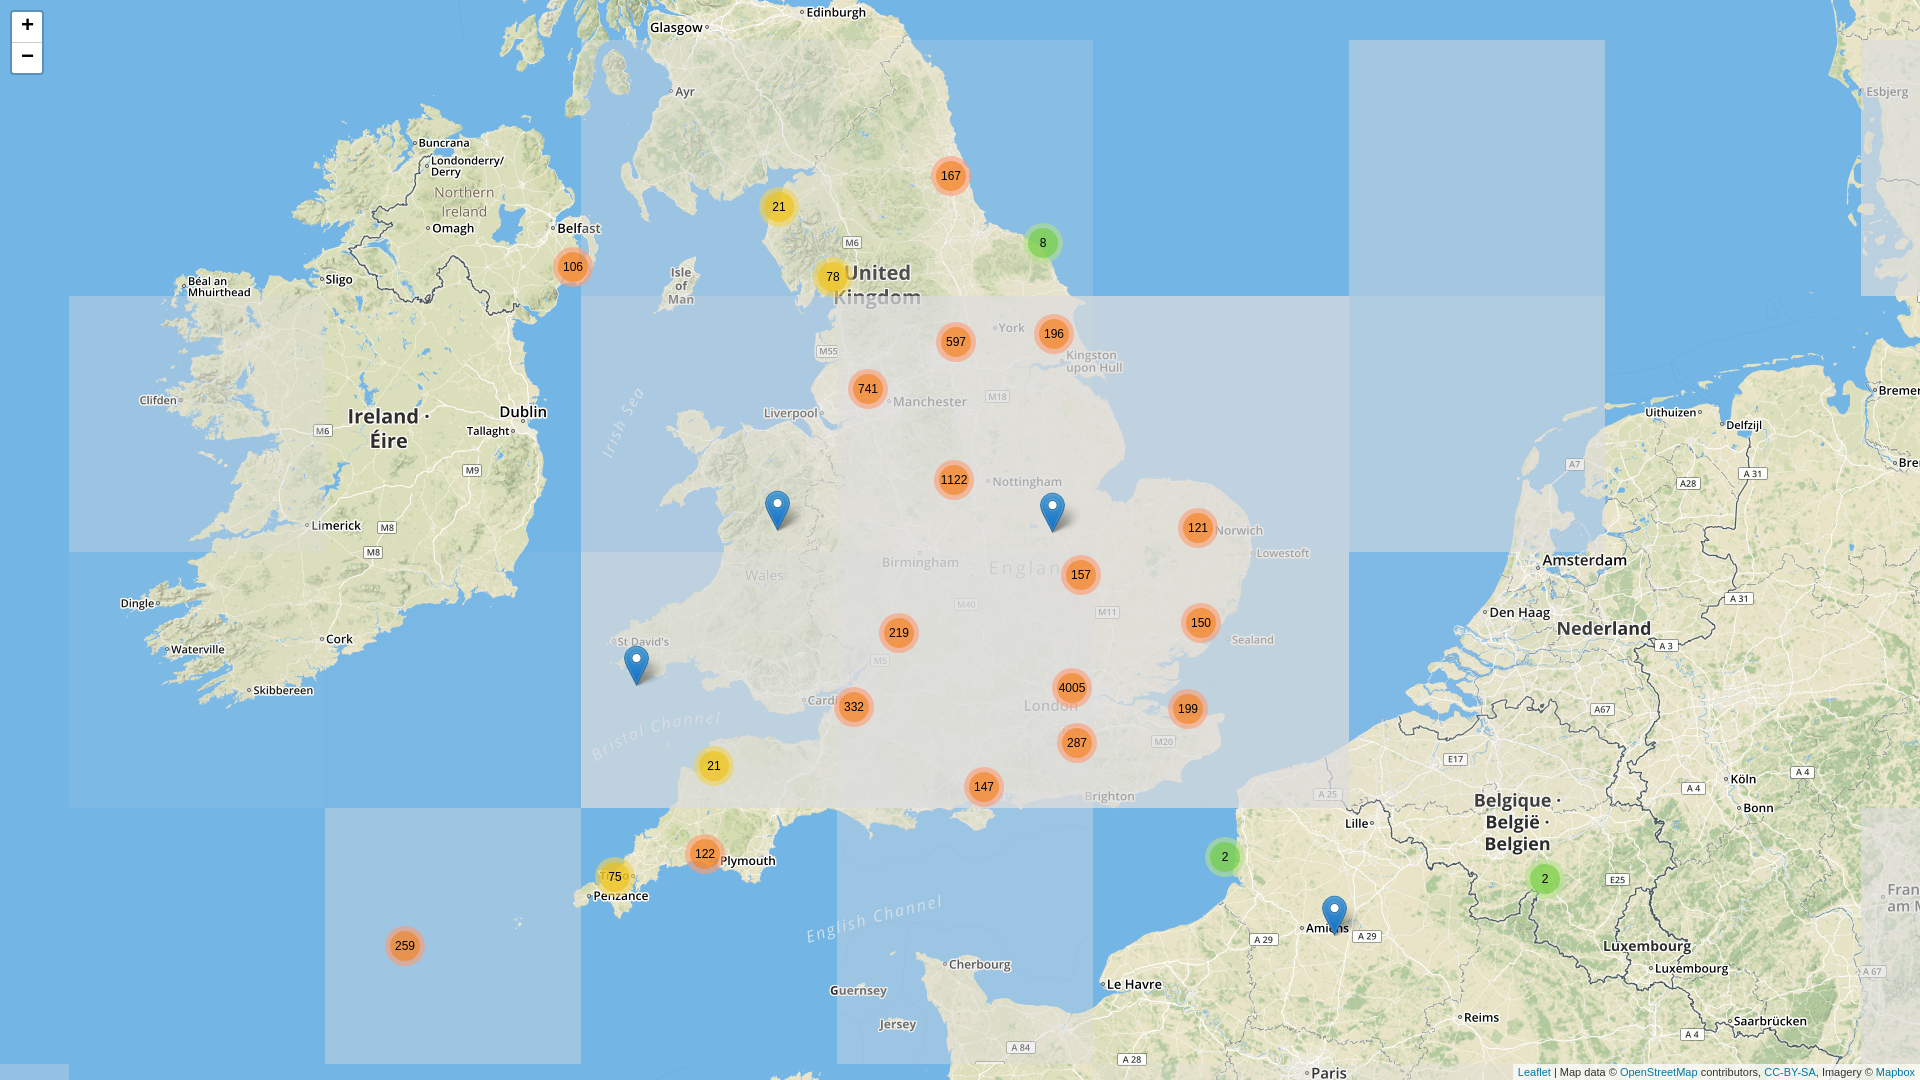 +
−
Glasgow
Edinburgh
Ayr
Esbjerg
Buncrana
Londonderry/
Derry
Northern
Ireland
Omagh
Belfast
167
21
8
M6
106
78
United
Kingdom
Isle
of
Man
Béal an
Mhuirthead
Sligo
York
196
597
M55
Kingston
upon Hull
741
Manchester
M18
Liverpool
Clifden
Ireland ·
Éire
M6
Dublin
Tallaght
M9
Irish Sea
Uithuizen
Delfzijl
A7
A 31
A28
1122
Nottingham
Limerick
M8
M8
121
Norwich
Lowestoft
Birmingham
Wales
157
Amsterdam
Dingle
M40
M11
A 31
Den Haag
Nederland
Cork
Waterville
St David's
219
150
Sealand
A 3
M5
Skibbereen
4005
London
199
332
A67
Bristol Channel
287
M20
E17
21
147
Brighton
A 25
Köln
A 4
A 4
Bonn
Belgique ·
België ·
Belgien
Lille
122
Plymouth
2
75
Penzance
2
E25
English Channel
259
Amiens
A 29
A 29
Luxembourg
Luxembourg
A 67
Cherbourg
Le Havre
Guernsey
Jersey
Reims
Saarbrücken
A 4
A 84
A 28
Paris
Leaflet | Map data © OpenStreetMap contributors, CC-BY-SA, Imagery © Mapbox